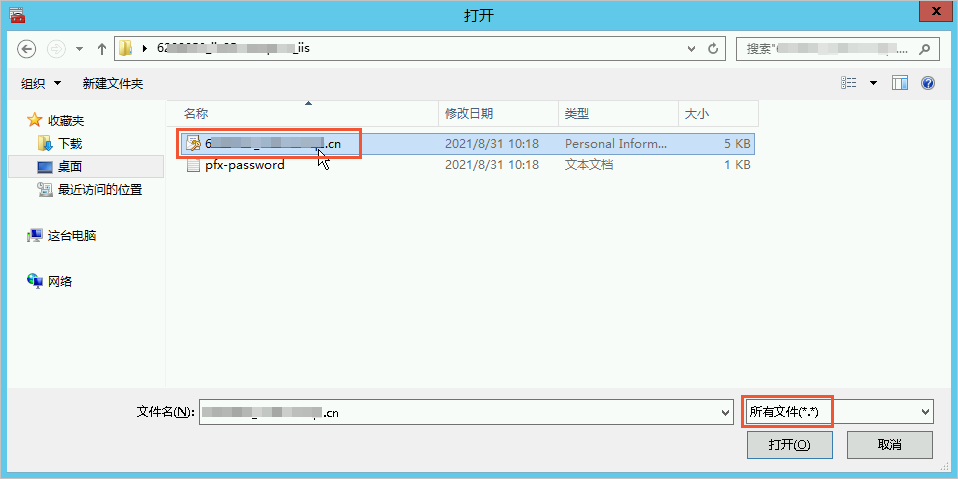 打开
6 _iis
搜索" ....
组织 新建文件夹
名称 修改日期 类型 大小
收藏夹
下载
桌面
最近访问的位置
这台电脑
网络
6 .cn 2021/8/31 10:18 Personal Inform... 5 KB
pfx-password 2021/8/31 10:18 文本文档 1 KB
文件名(N): .cn
所有文件(*.*)
打开(O) 取消